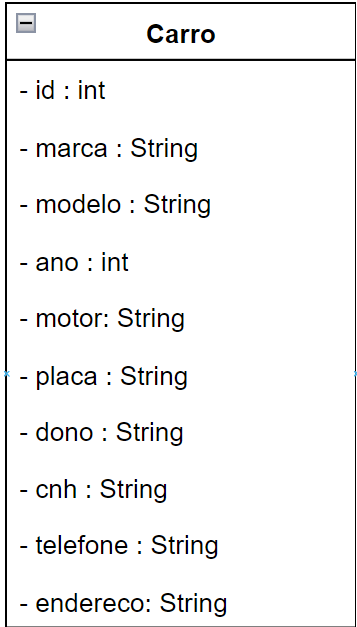 Carro
- id : int
- marca : String
- modelo : String
- ano : int
- motor: String
- placa : String
- dono : String
- cnh : String
- telefone : String
- endereco: String